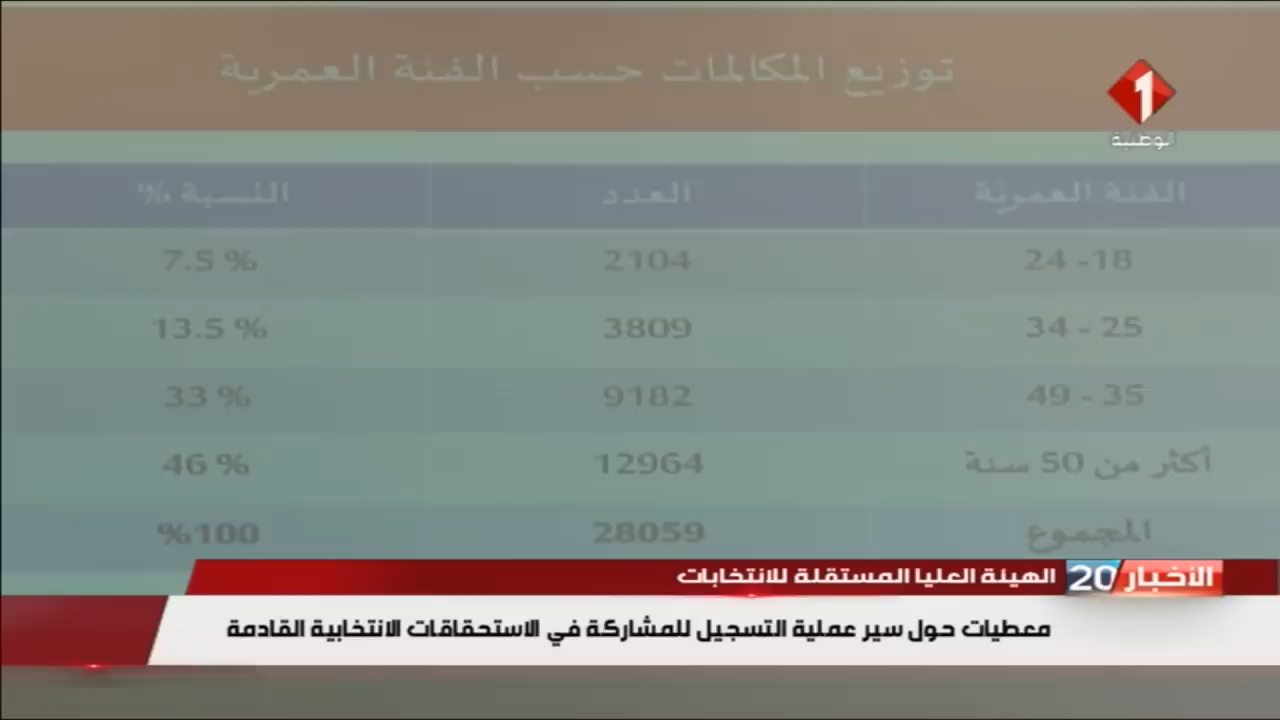 توزيع المكالمات حسب الفئة العمرية
1
الوطنية
الفئة العمرية العدد النسبة %
18- 24 2104 7.5 %
25 - 34 3809 13.5 %
35 - 49 9182 33 %
أكثر من 50 سنة 12964 46 %
المجموع 28059 100%
الأخبار 20 الهيئة العليا المستقلة للانتخابات
معطيات حول سير عملية التسجيل للمشاركة في الاستحقاقات الانتخابية القادمة